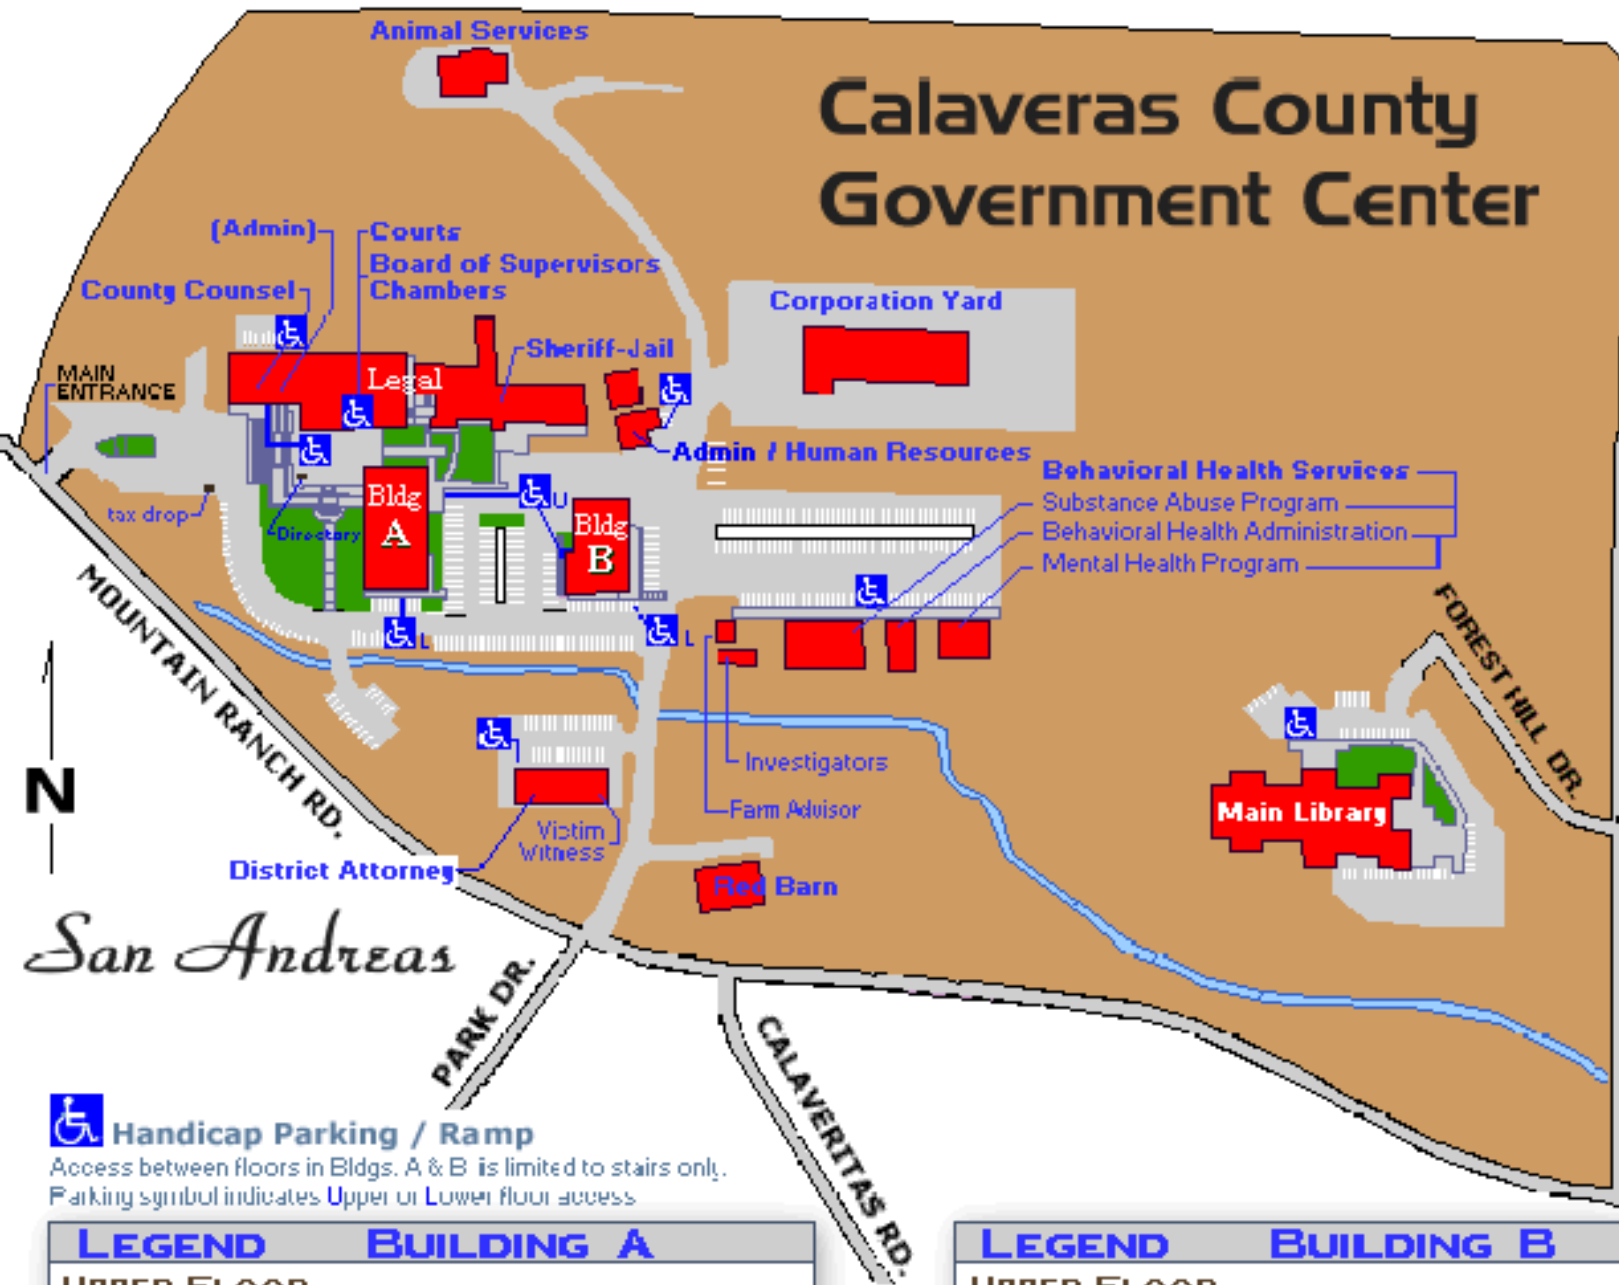 Animal Services
Calaveras County
Government Center
(Admin)
Courts
Board of Supervisors
Chambers
County Counsel
Corporation Yard
Sheriff-Jail
Legal
MAIN
ENTRANCE
Admin / Human Resources
Behavioral Health Services
Substance Abuse Program
Behavioral Health Administration
Mental Health Program
Bldg
A
U
Bldg
B
tax drop
Directory
L
L
MOUNTAIN RANCH RD.
FOREST HILL DR.
N
Investigators
Farm Advisor
Main Library
Victim
Witness
District Attorney
Red Barn
San Andreas
PARK DR.
CALAVERITAS RD.
Handicap Parking / Ramp
Access between floors in Bldgs. A & B is limited to stairs only.
Parking symbol indicates Upper or Lower floor access
LEGEND BUILDING A
UPPER FLOOR
LEGEND BUILDING B
UPPER FLOOR